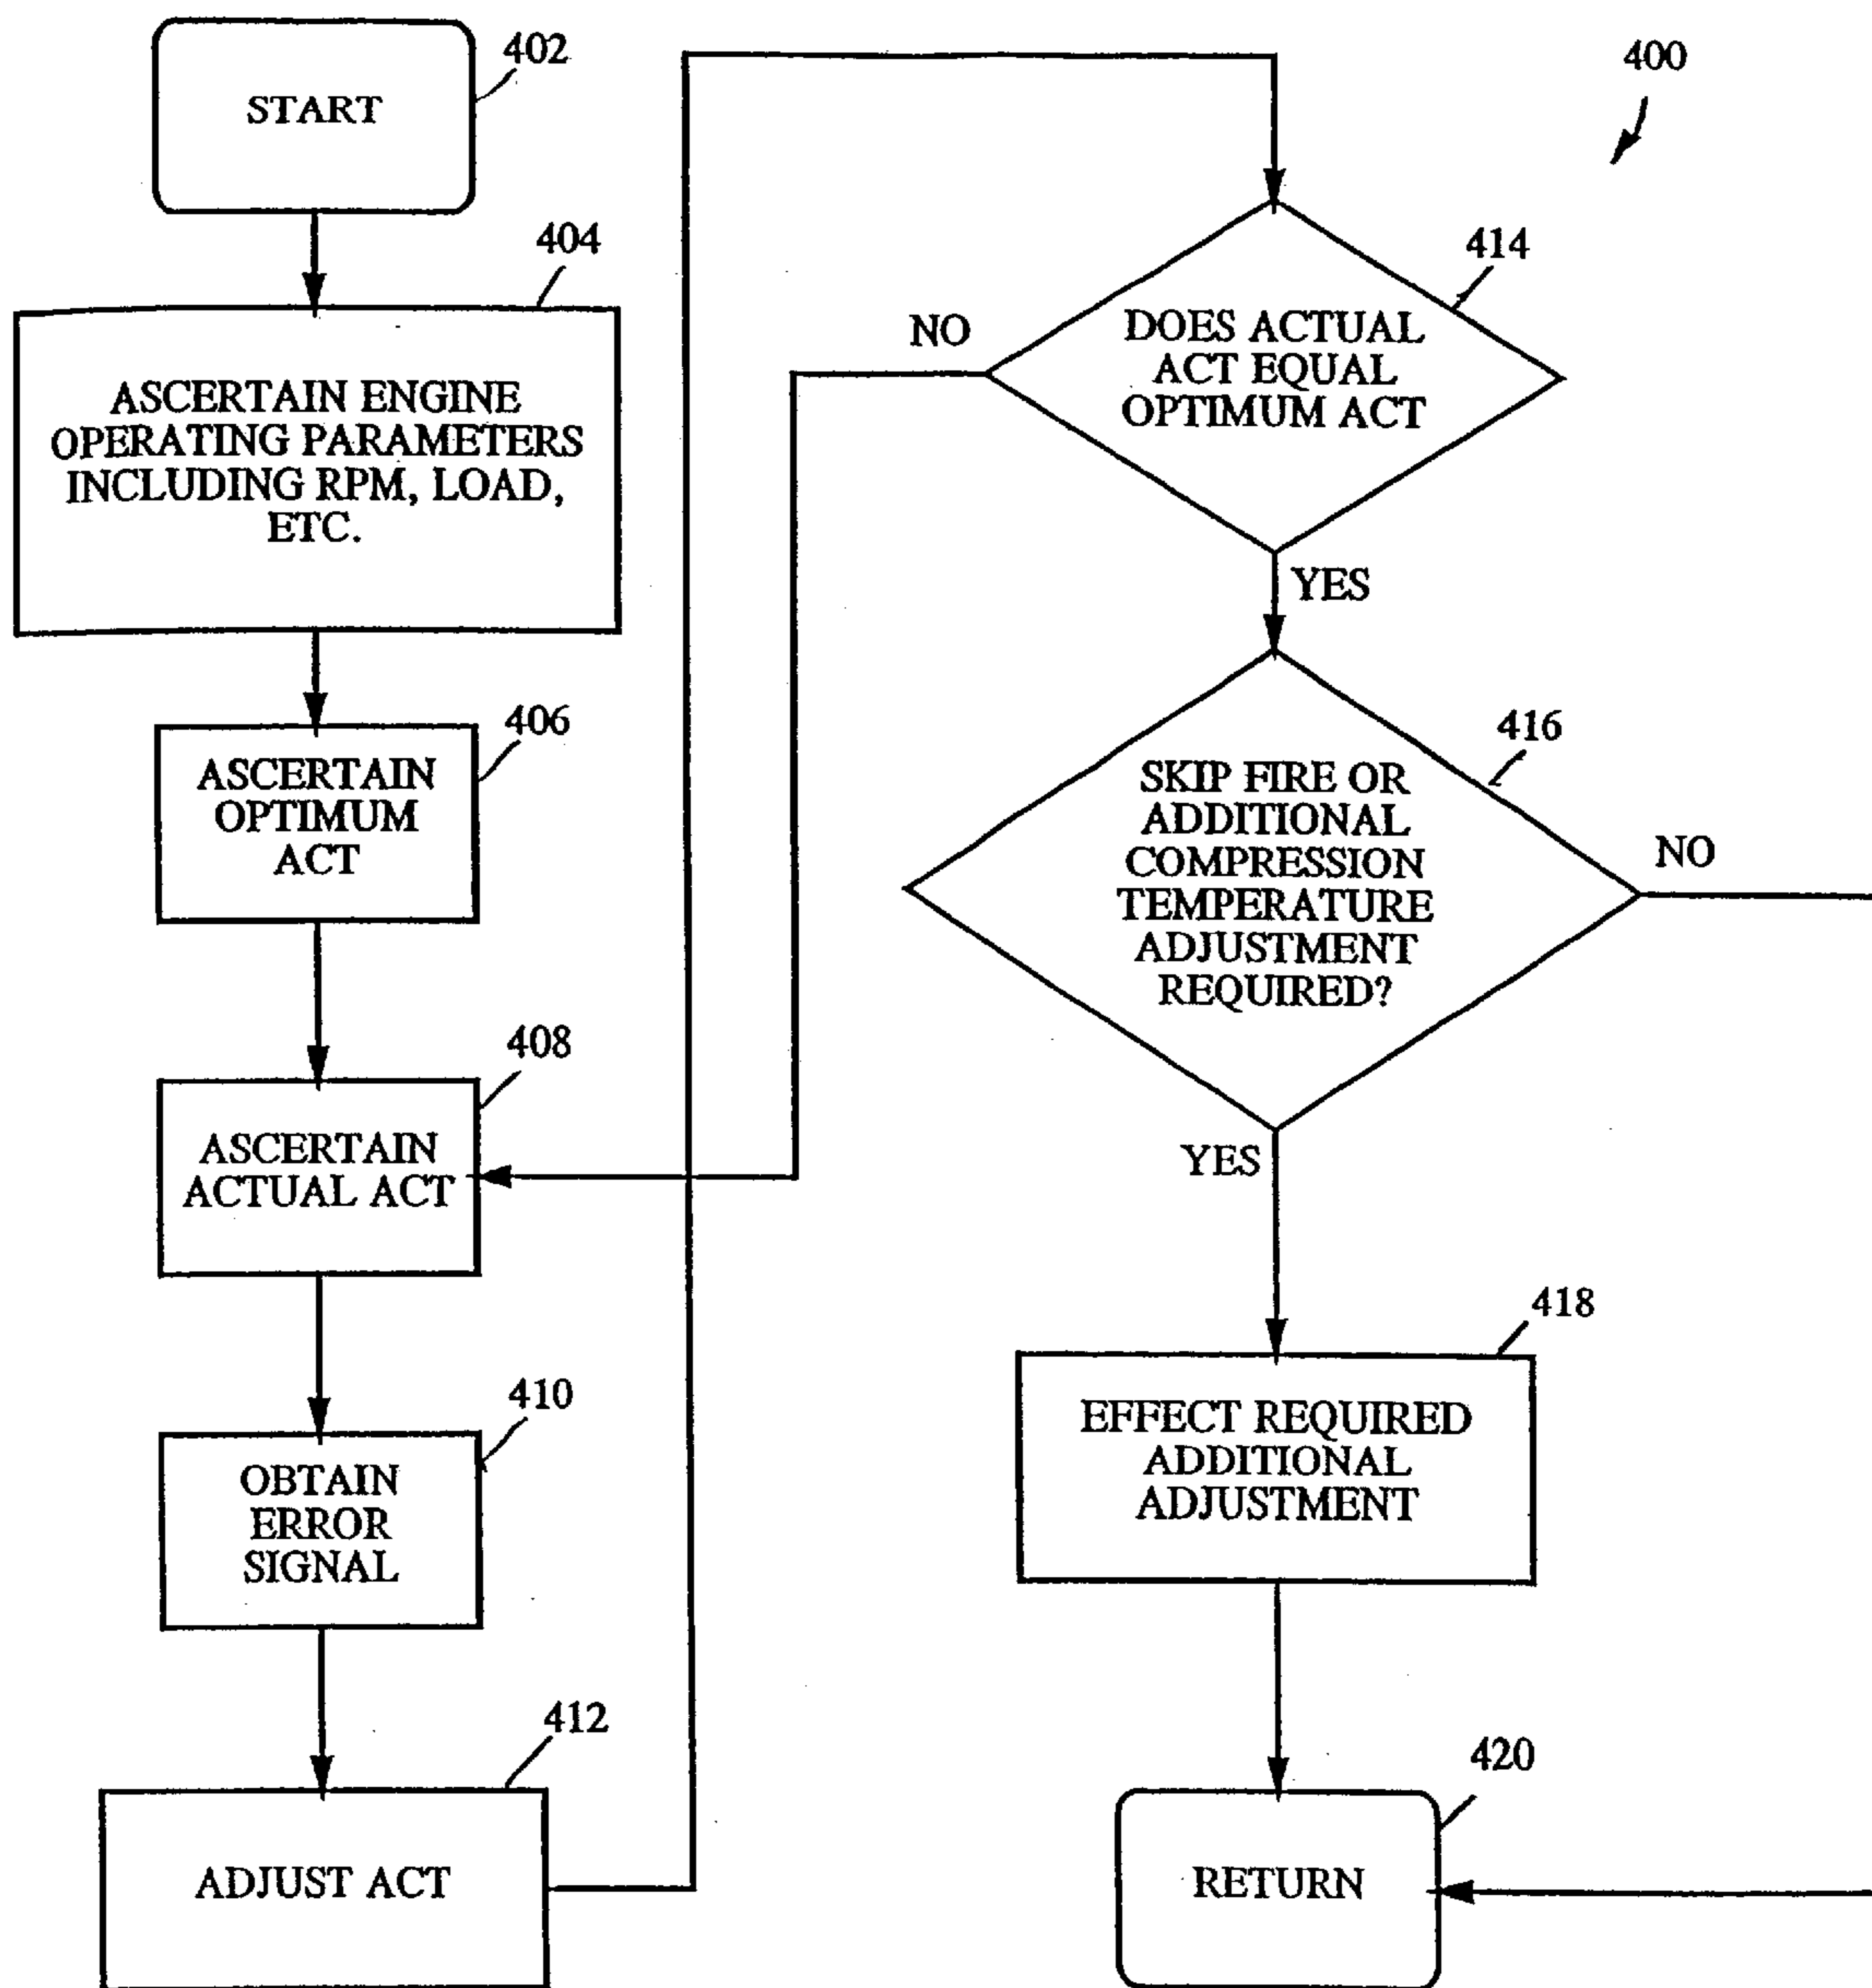 402
START
404
ASCERTAIN ENGINE
OPERATING PARAMETERS
INCLUDING RPM, LOAD,
ETC.
406
ASCERTAIN
OPTIMUM
ACT
408
ASCERTAIN
ACTUAL ACT
410
OBTAIN
ERROR
SIGNAL
412
ADJUST ACT
400
414
DOES ACTUAL
ACT EQUAL
OPTIMUM ACT
NO
YES
416
SKIP FIRE OR
ADDITIONAL
COMPRESSION
TEMPERATURE
ADJUSTMENT
REQUIRED?
NO
YES
418
EFFECT REQUIRED
ADDITIONAL
ADJUSTMENT
420
RETURN